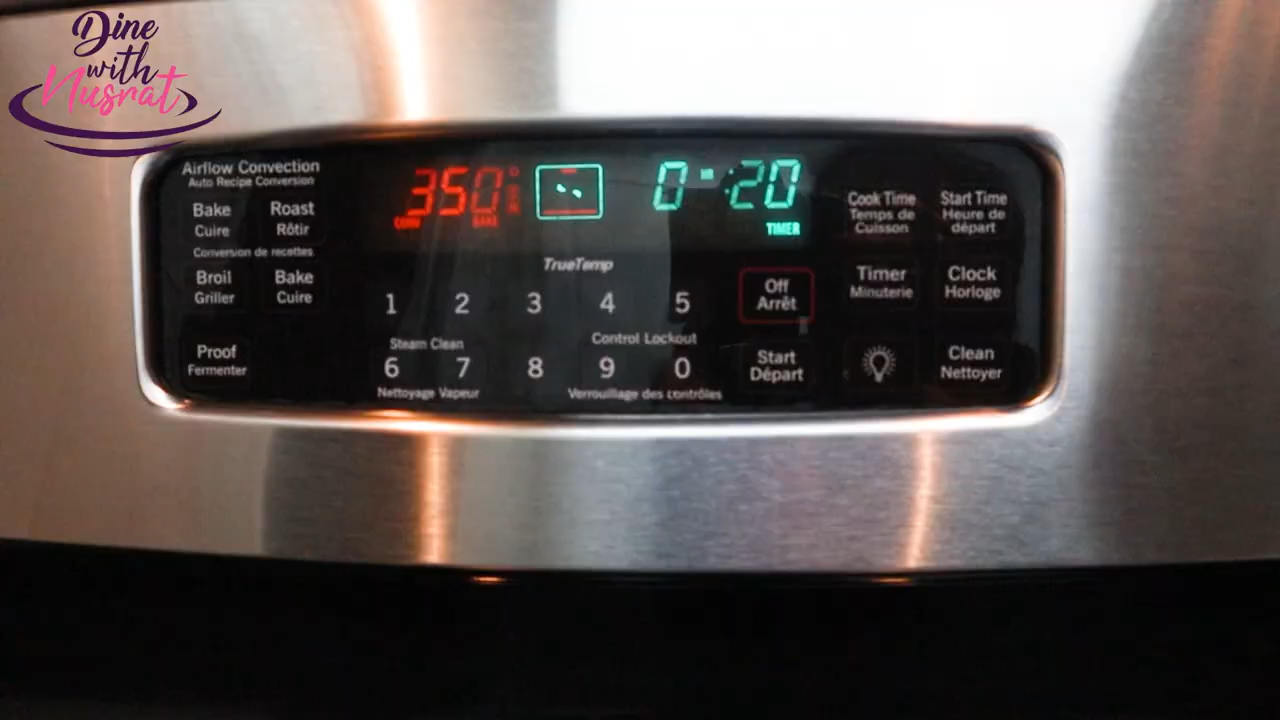 Dine
with
Nusrat
Airflow Convection
Auto Recipe Conversion
Bake
Cuire
Roast
Rôtir
Conversion de recettes
Broil
Griller
Bake
Cuire
Proof
Fermenter
350°
CONV BAKE
0:20
TIMER
TrueTemp
1 2 3 4 5
Steam Clean
Control Lockout
6 7 8 9 0
Nettoyage Vapeur
Verrouillage des contrôles
Off
Arrêt
Start
Départ
Cook Time
Temps de
Cuisson
Start Time
Heure de
départ
Timer
Minuterie
Clock
Horloge
Clean
Nettoyer